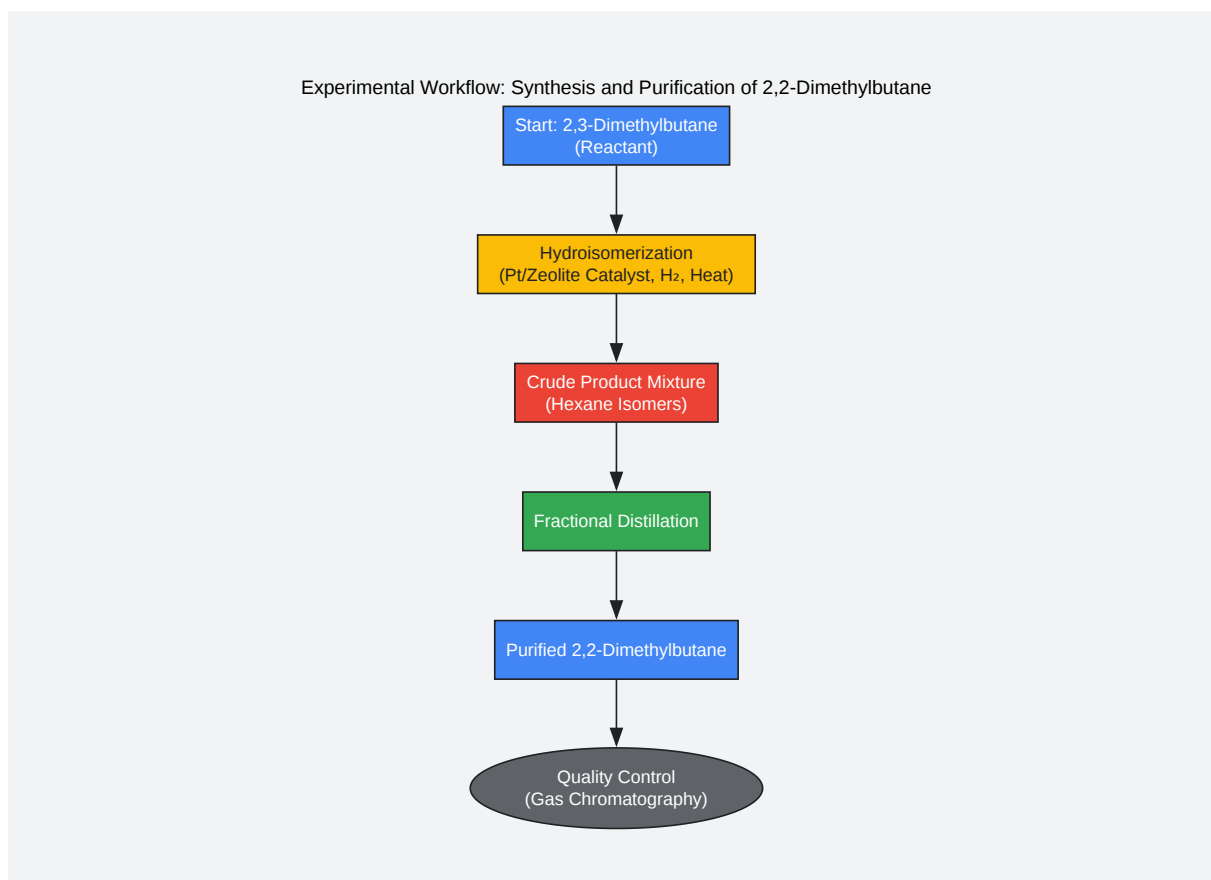 Experimental Workflow: Synthesis and Purification of 2,2-Dimethylbutane
Start: 2,3-Dimethylbutane
(Reactant)
Hydroisomerization
(Pt/Zeolite Catalyst, H₂, Heat)
Crude Product Mixture
(Hexane Isomers)
Fractional Distillation
Purified 2,2-Dimethylbutane
Quality Control
(Gas Chromatography)